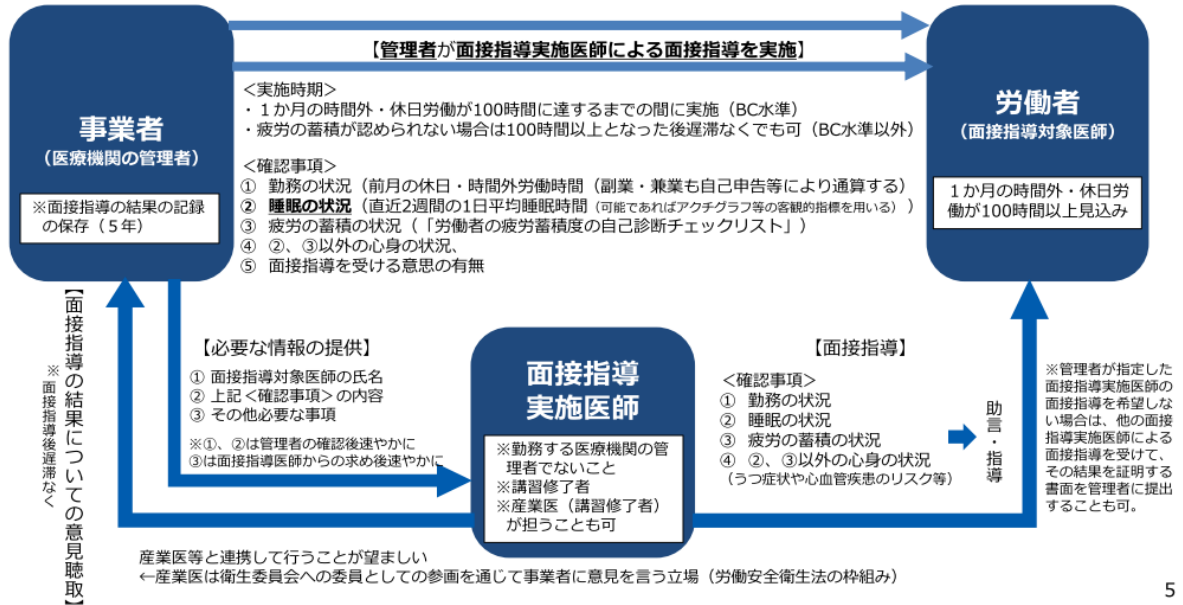 【管理者が面接指導実施医師による面接指導を実施】
事業者
（医療機関の管理者）
※面接指導の結果の記録
の保存（５年）
＜実施時期＞
・１か月の時間外・休日労働が100時間に達するまでの間に実施（BC水準）
・疲労の蓄積が認められない場合は100時間以上となった後遅滞なくでも可（BC水準以外）
＜確認事項＞
① 勤務の状況（前月の休日・時間外労働時間（副業・兼業も自己申告等により通算する）
② 睡眠の状況（直近2週間の1日平均睡眠時間（可能であればアクチグラフ等の客観的指標を用いる））
③ 疲労の蓄積の状況（「労働者の疲労蓄積度の自己診断チェックリスト」）
④ ②、③以外の心身の状況、
⑤ 面接指導を受ける意思の有無
労働者
（面接指導対象医師）
１か月の時間外・休日労
働が100時間以上見込み
【面接指導の結果についての意見聴取】
※面接指導後遅滞なく
【必要な情報の提供】
① 面接指導対象医師の氏名
② 上記＜確認事項＞の内容
③ その他必要な事項
※①、②は管理者の確認後速やかに
③は面接指導医師からの求め後速やかに
面接指導
実施医師
※勤務する医療機関の管
理者でないこと
※講習修了者
※産業医（講習修了者）
が担うことも可
【面接指導】
＜確認事項＞
① 勤務の状況
② 睡眠の状況
③ 疲労の蓄積の状況
④ ②、③以外の心身の状況
（うつ症状や心血管疾患のリスク等）
助言・指導
※管理者が指定した
面接指導実施医師の
面接指導を希望しな
い場合は、他の面接
指導実施医師による
面接指導を受けて、
その結果を証明する
書面を管理者に提出
することも可。
産業医等と連携して行うことが望ましい
←産業医は衛生委員会への委員としての参画を通じて事業者に意見を言う立場（労働安全衛生法の枠組み）
5